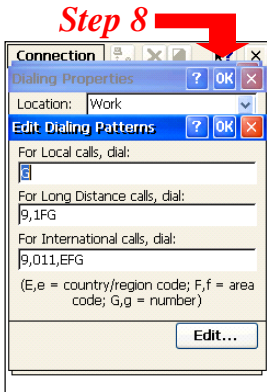 Step 8
Connection
Dialing Properties ? OK ×
Location: Work
Edit Dialing Patterns ? OK ×
For Local calls, dial:
G
For Long Distance calls, dial:
9,1FG
For International calls, dial:
9,011,EFG
(E,e = country/region code; F,f = area
code; G,g = number)
Edit...